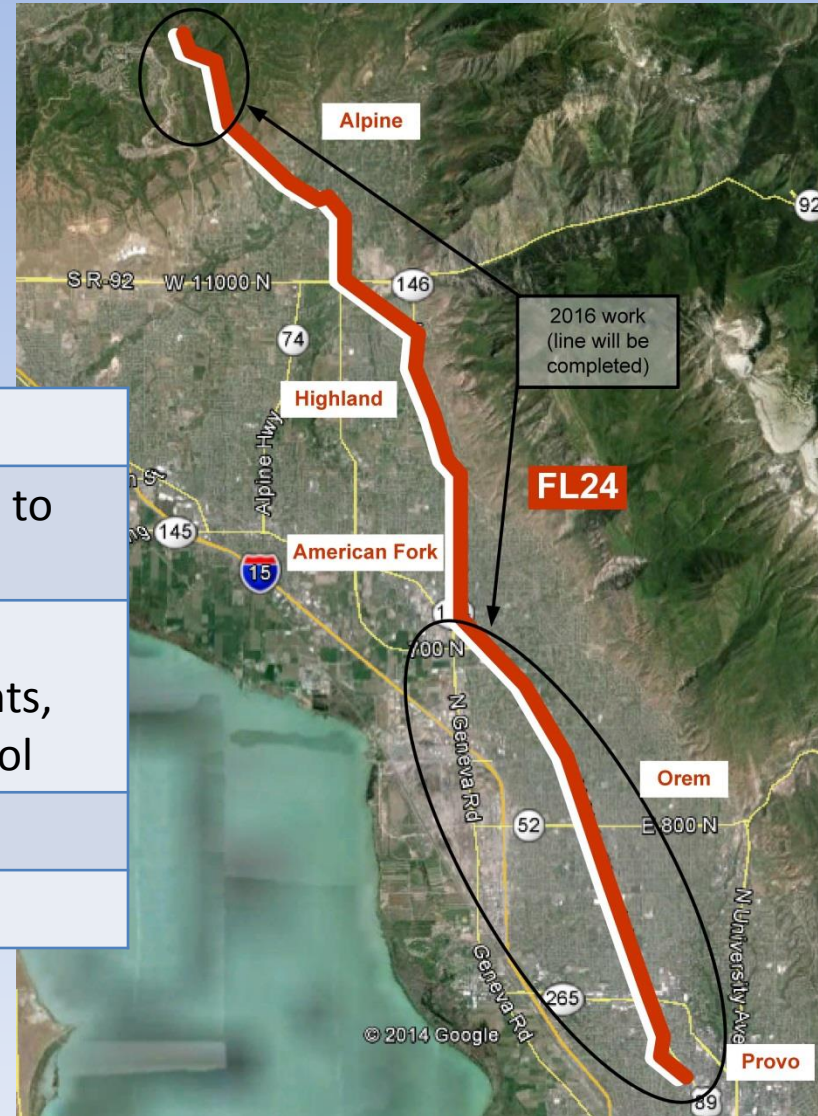 Alpine
92
S R-92 W 11000 N
146
74
2016 work
(line will be
completed)
Highland
Alpine Hwy
FL24
to
145
American Fork
15
700 N
nts,
ol
N Geneva Rd
Orem
52
E 800 N
N University Ave
Geneva Rd
265
© 2014 Google
Provo
89